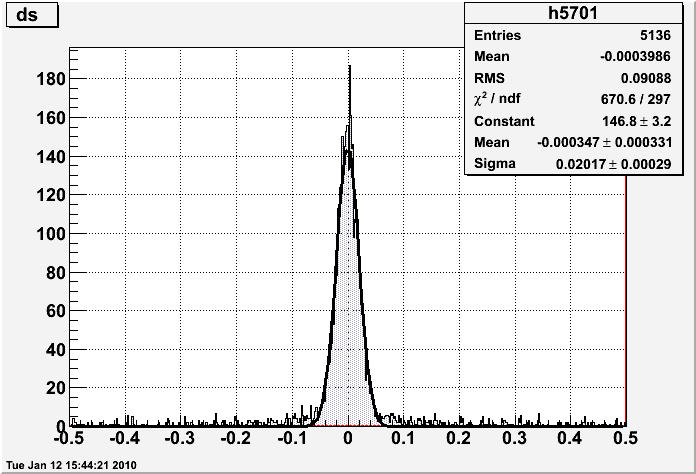 ds
h5701
Entries 5136
Mean -0.0003986
RMS 0.09088
χ² / ndf 670.6 / 297
Constant 146.8 ± 3.2
Mean -0.000347 ± 0.000331
Sigma 0.02017 ± 0.00029
180
160
140
120
100
80
60
40
20
0
-0.5 -0.4 -0.3 -0.2 -0.1 0 0.1 0.2 0.3 0.4 0.5
Tue Jan 12 15:44:21 2010